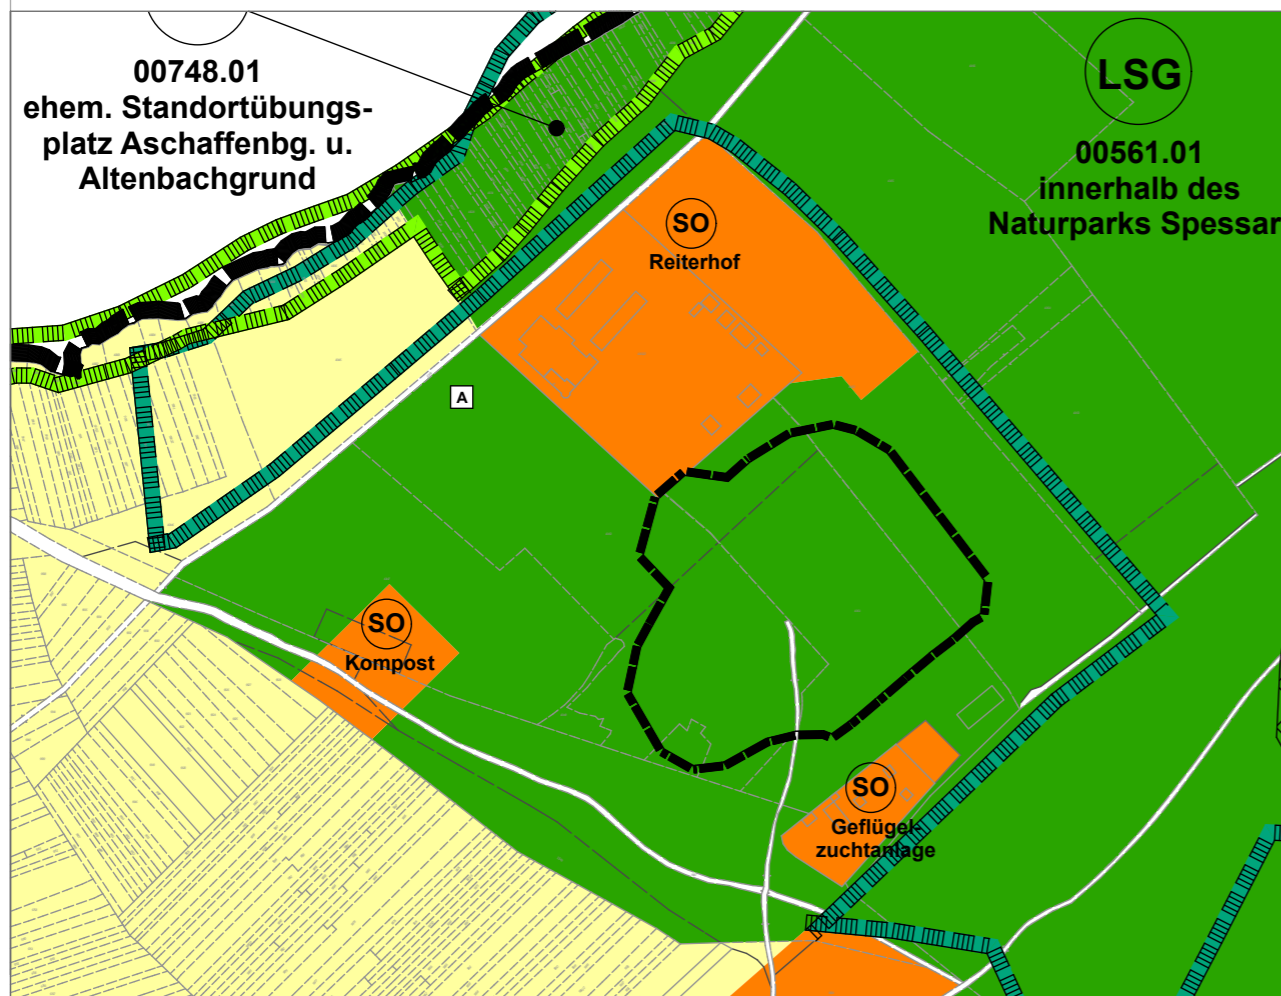 00748.01
ehem. Standortübungs-
platz Aschaffenbg. u.
Altenbachgrund
LSG
00561.01
innerhalb des
Naturparks Spessar
SO
Reiterhof
A
SO
Kompost
SO
Geflügel-
zuchtanlage